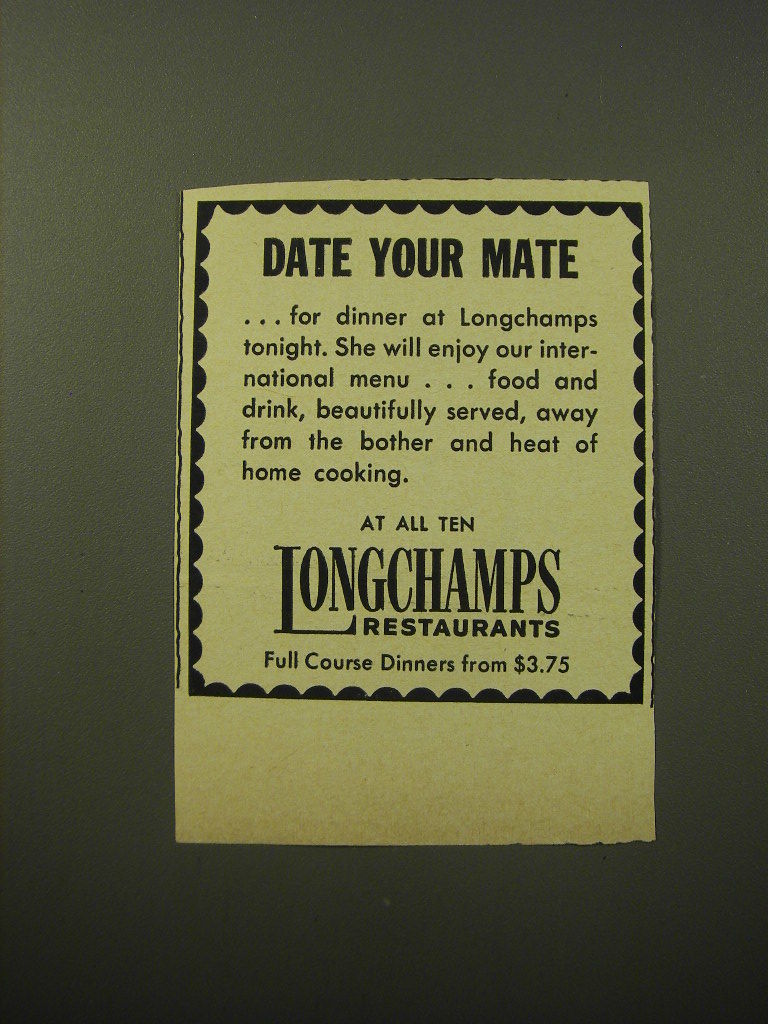 DATE YOUR MATE
. . . for dinner at Longchamps
tonight. She will enjoy our inter-
national menu . . . food and
drink, beautifully served, away
from the bother and heat of
home cooking.
AT ALL TEN
LONGCHAMPS
RESTAURANTS
Full Course Dinners from $3.75